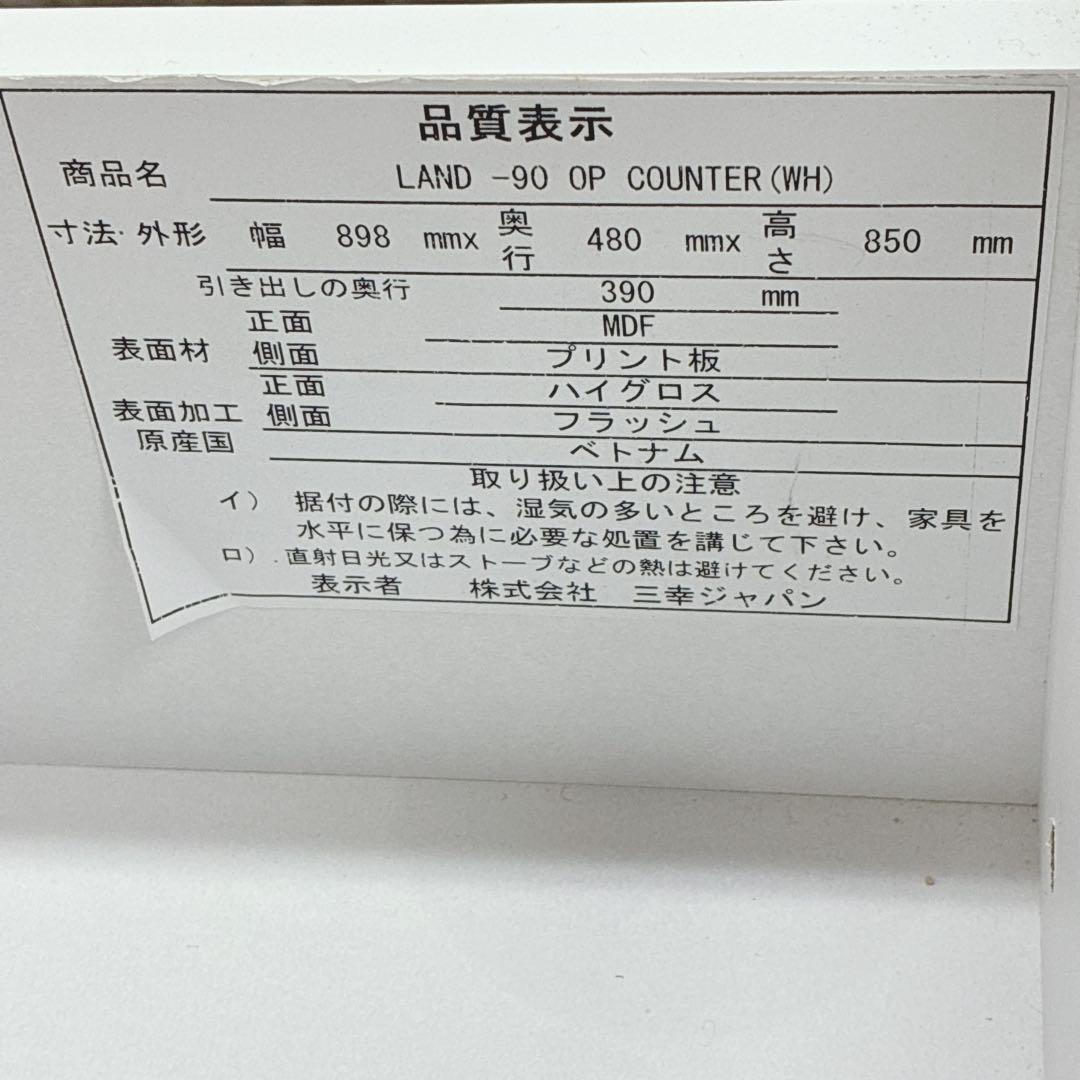 品質表示
商品名 LAND -90 OP COUNTER(WH)
寸法・外形 幅 898 mmx 奥行 480 mmx 高さ 850 mm
引き出しの奥行 390 mm
表面材 正面 MDF
側面 プリント板
表面加工 正面 ハイグロス
側面 フラッシュ
原産国 ベトナム
取り扱い上の注意
イ) 据付の際には、湿気の多いところを避け、家具を
水平に保つ為に必要な処置を講じて下さい。
ロ).直射日光又はストーブなどの熱は避けてください。
表示者 株式会社 三幸ジャパン